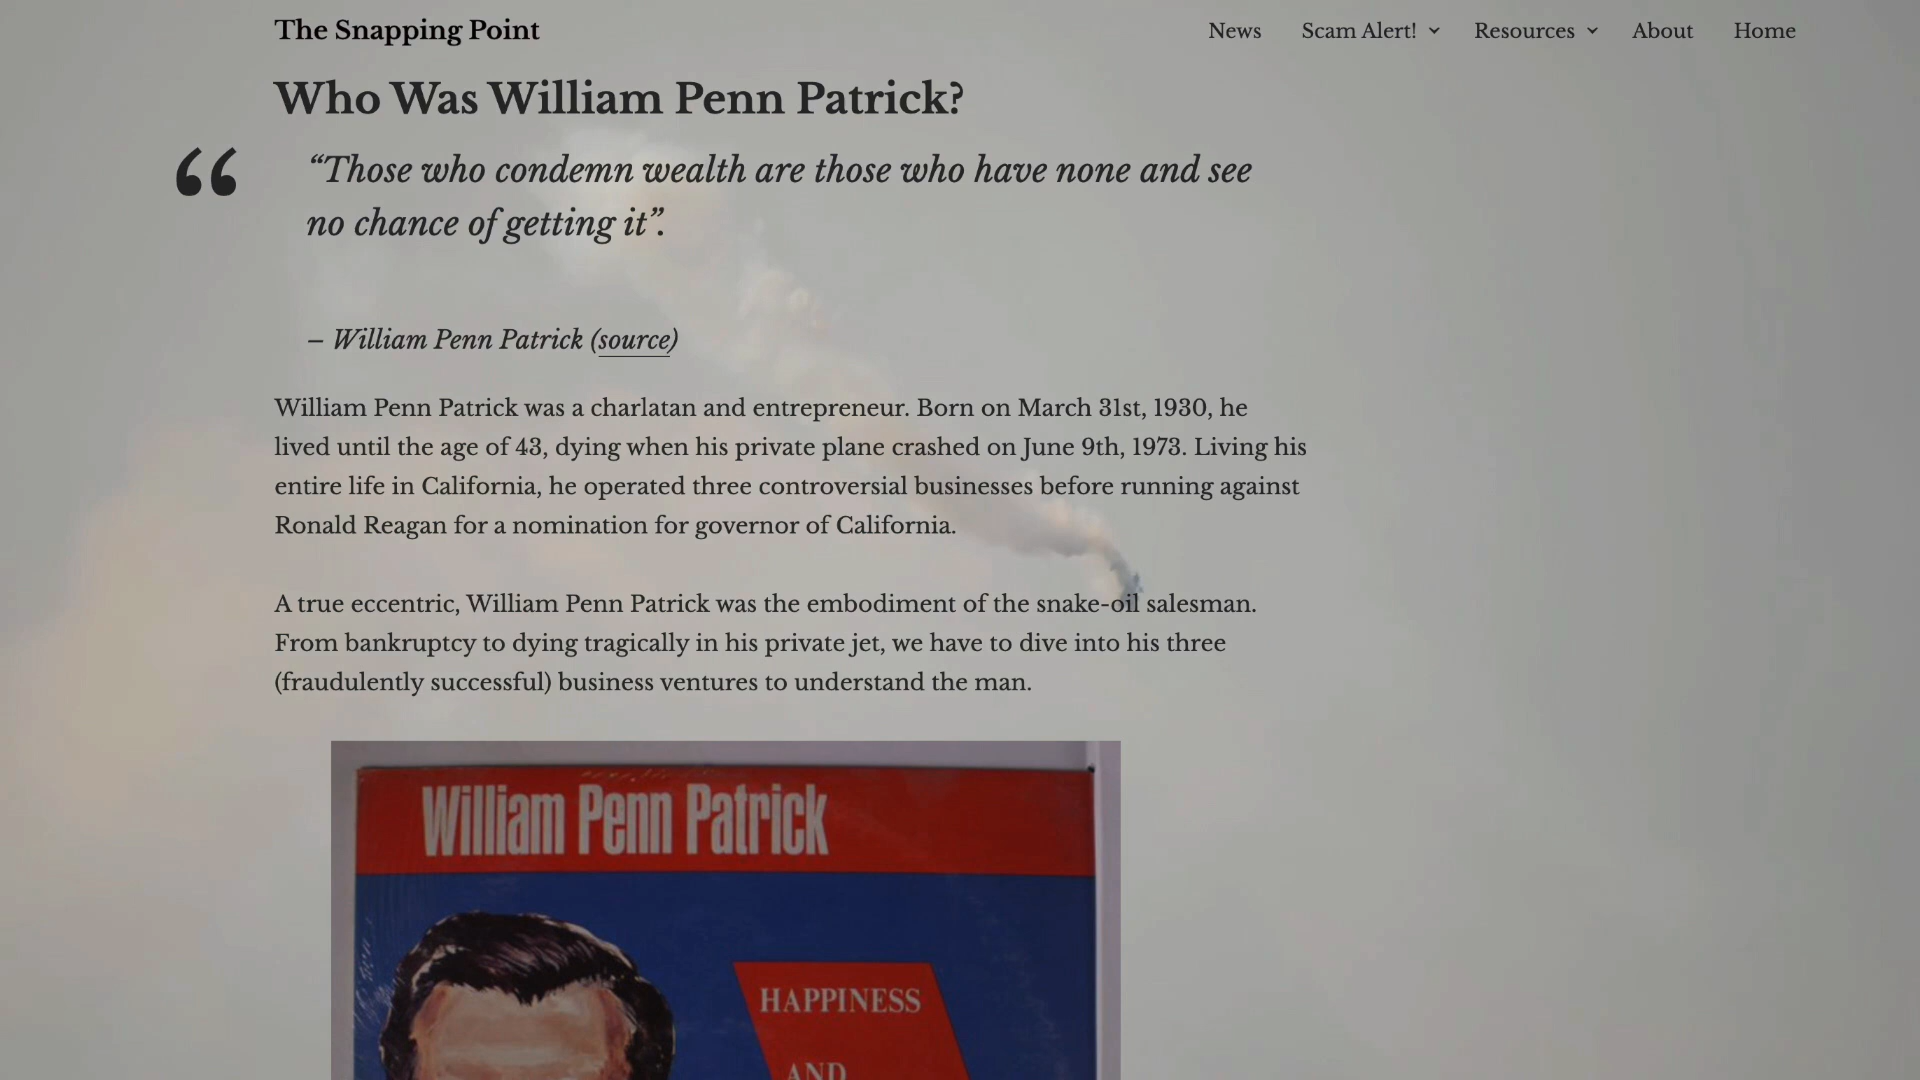 The Snapping Point
News
Scam Alert!
Resources
About
Home
Who Was William Penn Patrick?
“Those who condemn wealth are those who have none and see
no chance of getting it”.
– William Penn Patrick (source)
William Penn Patrick was a charlatan and entrepreneur. Born on March 31st, 1930, he
lived until the age of 43, dying when his private plane crashed on June 9th, 1973. Living his
entire life in California, he operated three controversial businesses before running against
Ronald Reagan for a nomination for governor of California.
A true eccentric, William Penn Patrick was the embodiment of the snake-oil salesman.
From bankruptcy to dying tragically in his private jet, we have to dive into his three
(fraudulently successful) business ventures to understand the man.
William Penn Patrick
HAPPINESS
AND